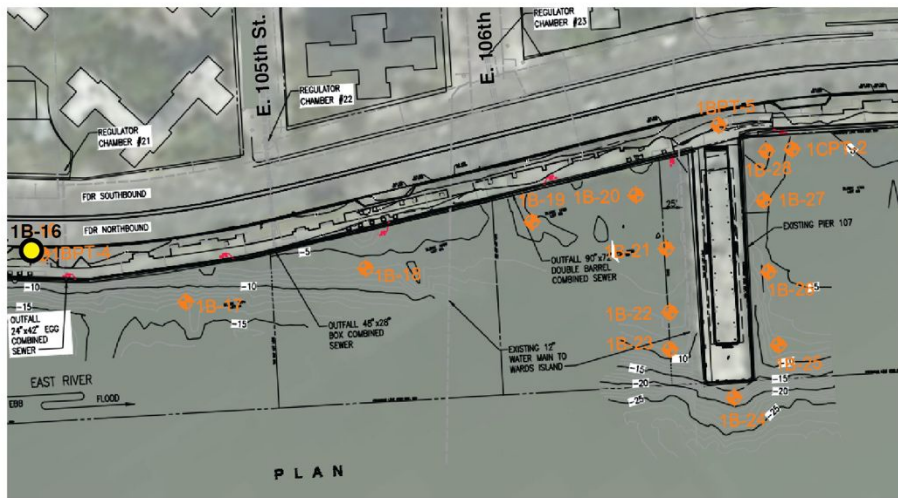 REGULATOR
CHAMBER #23
REGULATOR
CHAMBER #22
REGULATOR
CHAMBER #21
E. 105th St.
E. 106th
FDR SOUTHBOUND
FDR NORTHBOUND
1B-16
1BPT-4
1BPT-5
1CPT-2
1B-28
1B-27
1B-20
1B-19
25'
EXISTING PIER 107
1B-21
OUTFALL 90"x72"
DOUBLE BARREL
COMBINED SEWER
-5
1B-18
-10
-10
-15
1B-17
-15
1B-22
OUTFALL
24"x42" EGG
COMBINED
SEWER
OUTFALL 48"x28"
BOX COMBINED
SEWER
1B-23
10
1B-25
EXISTING 12"
WATER MAIN TO
WARDS ISLAND
-15
-15
-20
-20
-25
-25
1B-24
EAST RIVER
EBB
FLOOD
PLAN